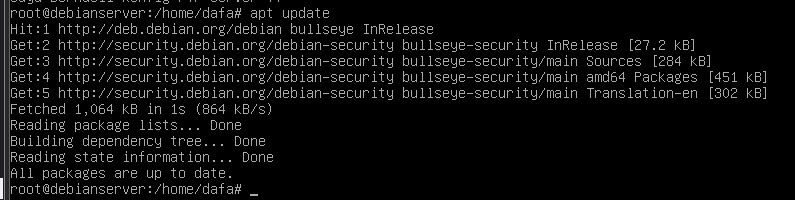 root@debianserver:/home/dafa# apt update
Hit:1 http://deb.debian.org/debian bullseye InRelease
Get:2 http://security.debian.org/debian-security bullseye-security InRelease [27.2 kB]
Get:3 http://security.debian.org/debian-security bullseye-security/main Sources [284 kB]
Get:4 http://security.debian.org/debian-security bullseye-security/main amd64 Packages [451 kB]
Get:5 http://security.debian.org/debian-security bullseye-security/main Translation-en [302 kB]
Fetched 1,064 kB in 1s (864 kB/s)
Reading package lists... Done
Building dependency tree... Done
Reading state information... Done
All packages are up to date.
root@debianserver:/home/dafa# _